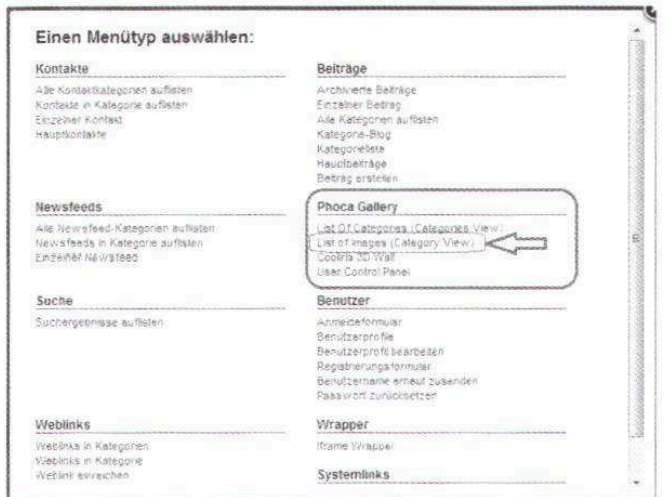 Einen Menütyp auswählen:
Kontakte
Alle Kontaktkategorien auflisten
Kontakte in Kategorie auflisten
Einzelner Kontakt
Hauptkontakte
Beiträge
Archivierte Beiträge
Einzelner Beitrag
Alle Kategorien auflisten
Kategorie-Blog
Kategorieliste
Hauptbeiträge
Beitrag erstellen
Newsfeeds
Alle Newsfeed-Kategorien auflisten
Newsfeeds in Kategorie auflisten
Einzelner Newsfeed
Phoca Gallery
List Of Categories (Categories View)
List of Images (Category View)
Cooliris 3D Wall
User Control Panel
Suche
Suchergebnisse auflisten
Benutzer
Anmeldeformular
Benutzerprofile
Benutzerprofil bearbeiten
Registrierungsformular
Benutzername erneut zusenden
Passwort zurücksetzen
Weblinks
Weblinks in Kategorien
Weblinks in Kategorie
Weblink einreichen
Wrapper
Iframe Wrapper
Systemlinks